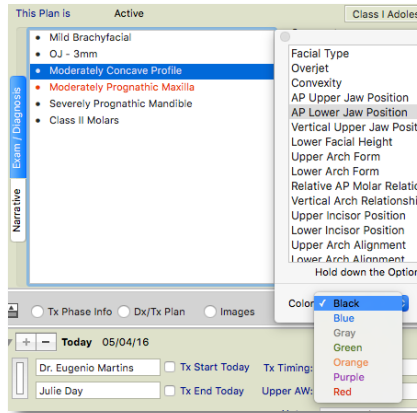 This Plan is Active
Class I Adoles
Mild Brachyfacial
OJ - 3mm
Moderately Concave Profile
Moderately Prognathic Maxilla
Severely Prognathic Mandible
Class II Molars
Exam / Diagnosis
Narrative
Facial Type
Overjet
Convexity
AP Upper Jaw Position
AP Lower Jaw Position
Vertical Upper Jaw Posit
Lower Facial Height
Upper Arch Form
Lower Arch Form
Relative AP Molar Relatio
Vertical Arch Relationshi
Upper Incisor Position
Lower Incisor Position
Upper Arch Alignment
Lower Arch Alignment
Hold down the Option
Color
✓ Black
Blue
Gray
Green
Orange
Purple
Red
Tx Phase Info Dx/Tx Plan Images
+ − Today 05/04/16
Dr. Eugenio Martins Tx Start Today Tx Timing:
Julie Day Tx End Today Upper AW: